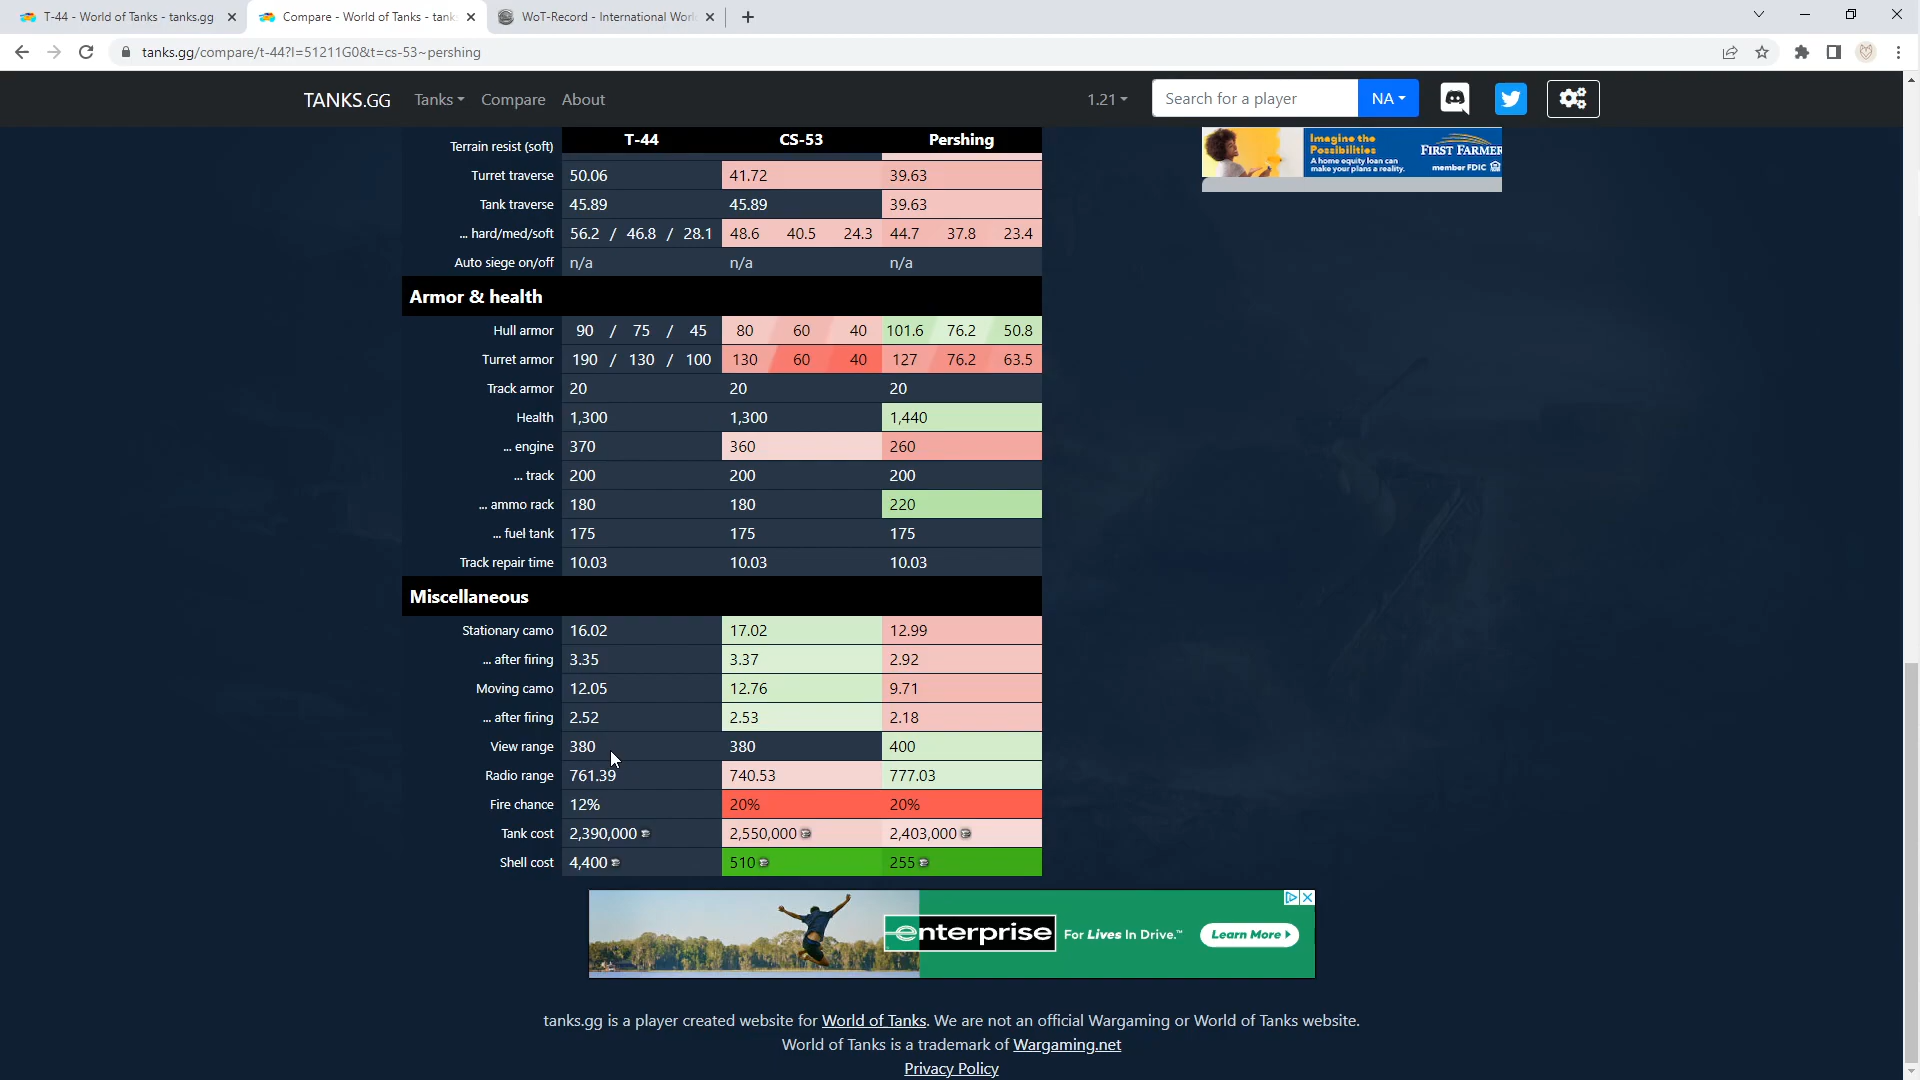 T-44 - World of Tanks - tanks.gg
Compare - World of Tanks - tank
WoT-Record - International Worl
tanks.gg/compare/t-44?l=51211G0&t=cs-53~pershing
TANKS.GG Tanks Compare About 1.21 Search for a player NA
T-44 CS-53 Pershing
Terrain resist (soft)
Turret traverse 50.06 41.72 39.63
Tank traverse 45.89 45.89 39.63
... hard/med/soft 56.2 / 46.8 / 28.1 48.6 40.5 24.3 44.7 37.8 23.4
Auto siege on/off n/a n/a n/a
Armor & health
Hull armor 90 / 75 / 45 80 60 40 101.6 76.2 50.8
Turret armor 190 / 130 / 100 130 60 40 127 76.2 63.5
Track armor 20 20 20
Health 1,300 1,300 1,440
... engine 370 360 260
... track 200 200 200
... ammo rack 180 180 220
... fuel tank 175 175 175
Track repair time 10.03 10.03 10.03
Miscellaneous
Stationary camo 16.02 17.02 12.99
... after firing 3.35 3.37 2.92
Moving camo 12.05 12.76 9.71
... after firing 2.52 2.53 2.18
View range 380 380 400
Radio range 761.39 740.53 777.03
Fire chance 12% 20% 20%
Tank cost 2,390,000 2,550,000 2,403,000
Shell cost 4,400 510 255
Imagine the
Possibilities
A home equity loan can
make your plans a reality.
FIRST FARMER
member FDIC
enterprise For Lives In Drive.™ Learn More
tanks.gg is a player created website for World of Tanks. We are not an official Wargaming or World of Tanks website.
World of Tanks is a trademark of Wargaming.net
Privacy Policy